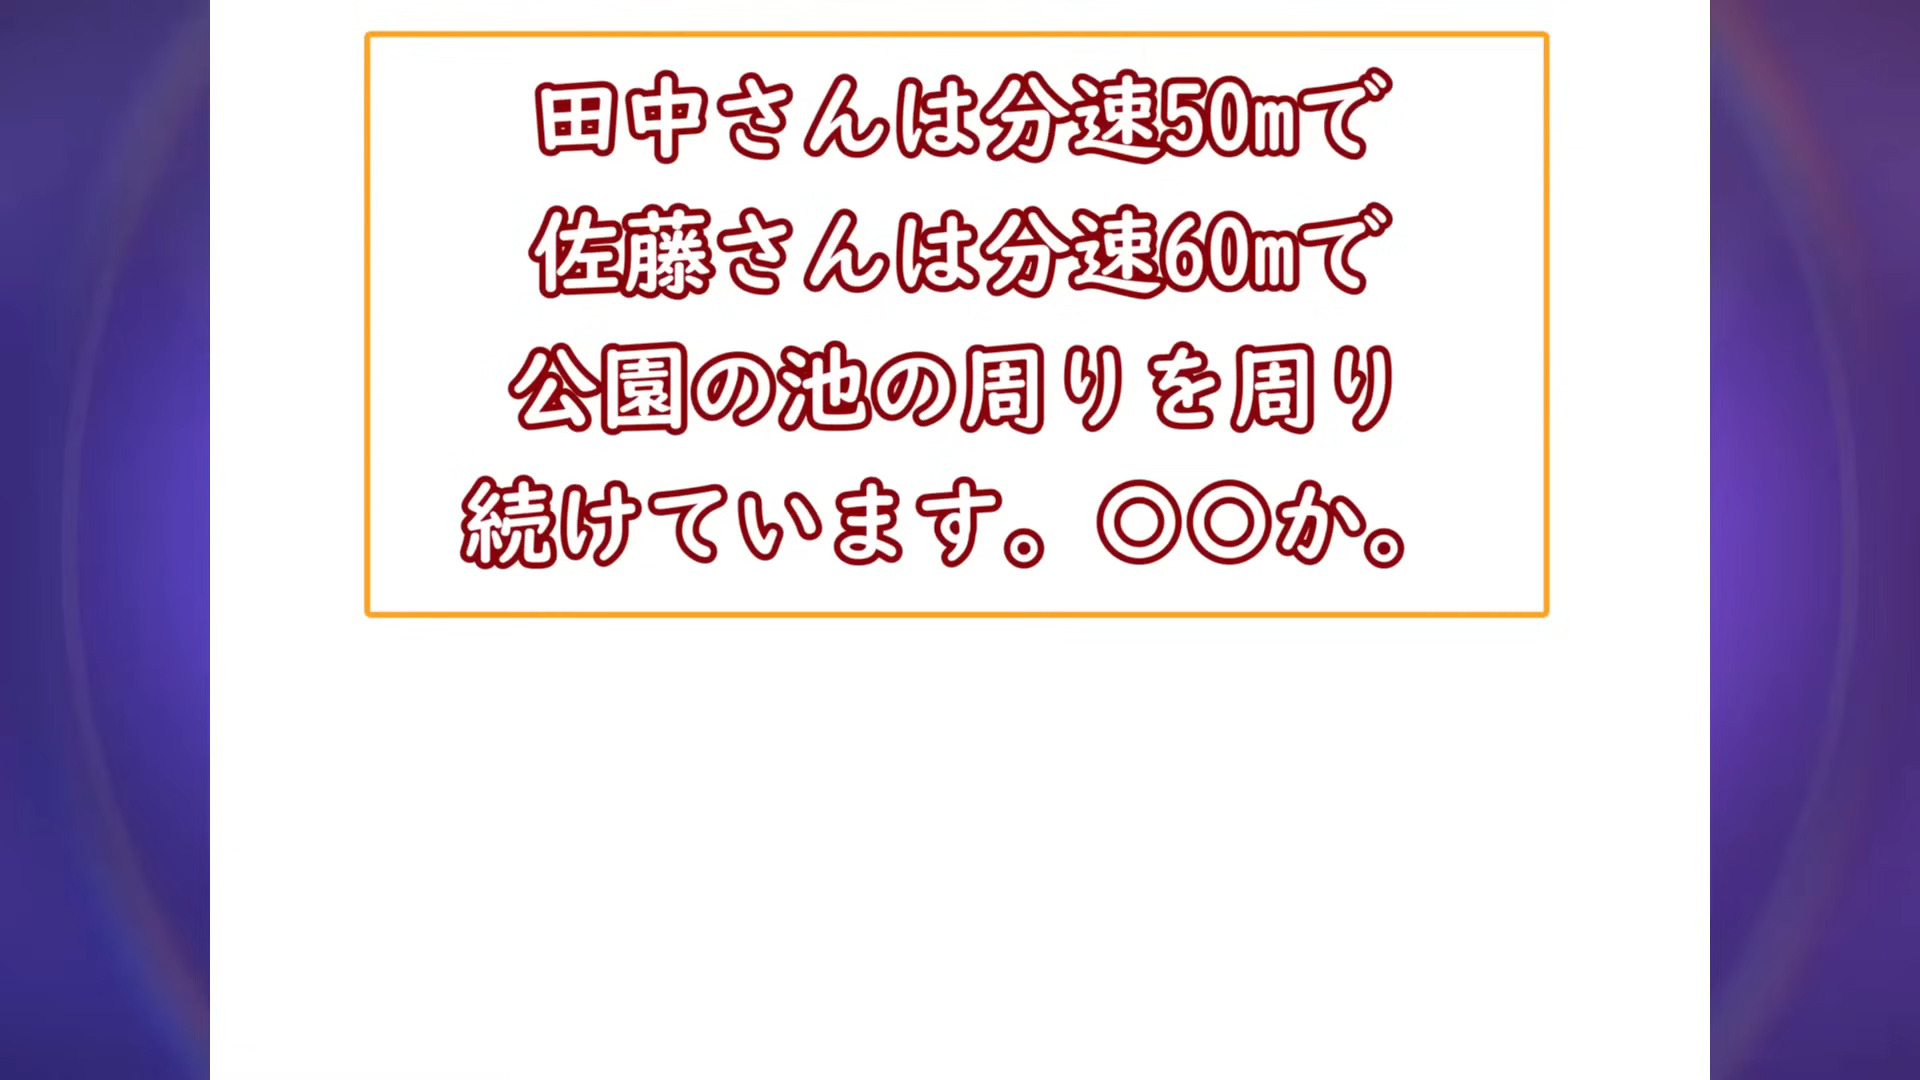 田中さんは分速50mで
佐藤さんは分速60mで
公園の池の周りを周り
続けています。〇〇か。